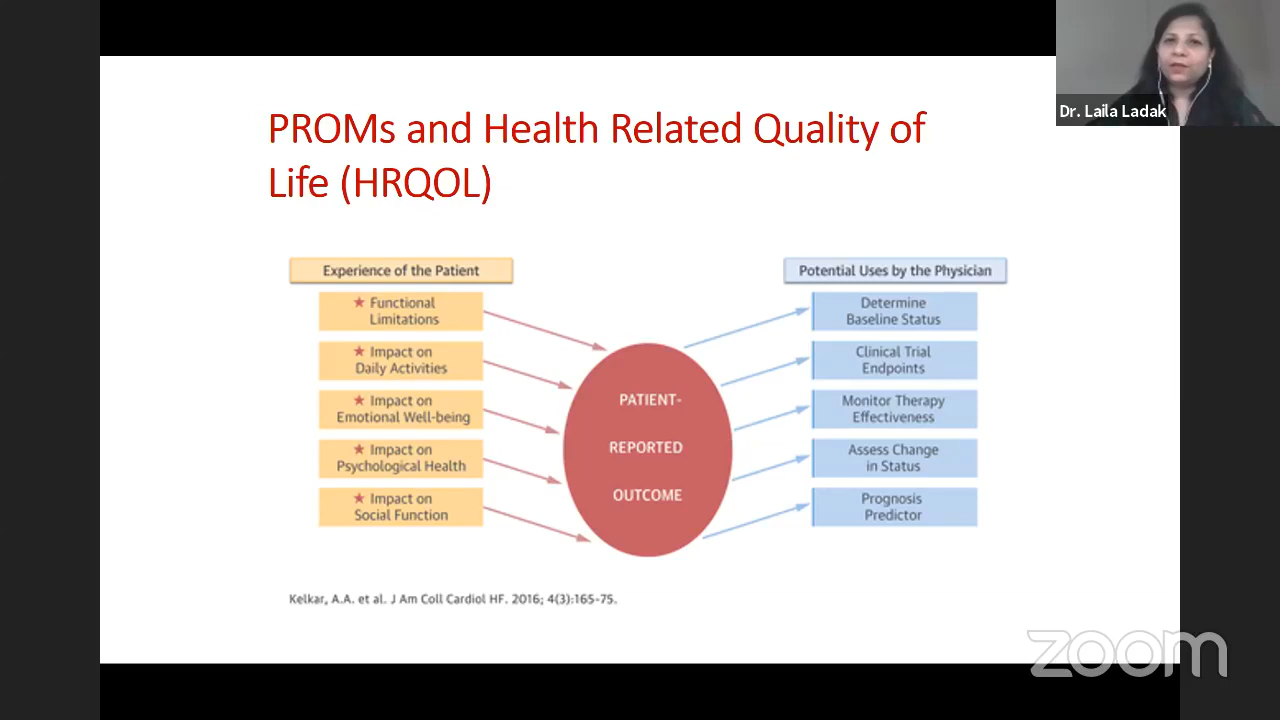 PROMs and Health Related Quality of
Life (HRQOL)
Dr. Laila Ladak
Experience of the Patient
★ Functional
Limitations
★ Impact on
Daily Activities
★ Impact on
Emotional Well-being
★ Impact on
Psychological Health
★ Impact on
Social Function
PATIENT-
REPORTED
OUTCOME
Potential Uses by the Physician
Determine
Baseline Status
Clinical Trial
Endpoints
Monitor Therapy
Effectiveness
Assess Change
in Status
Prognosis
Predictor
Kelkar, A.A. et al. J Am Coll Cardiol HF. 2016; 4(3):165-75.
zoom